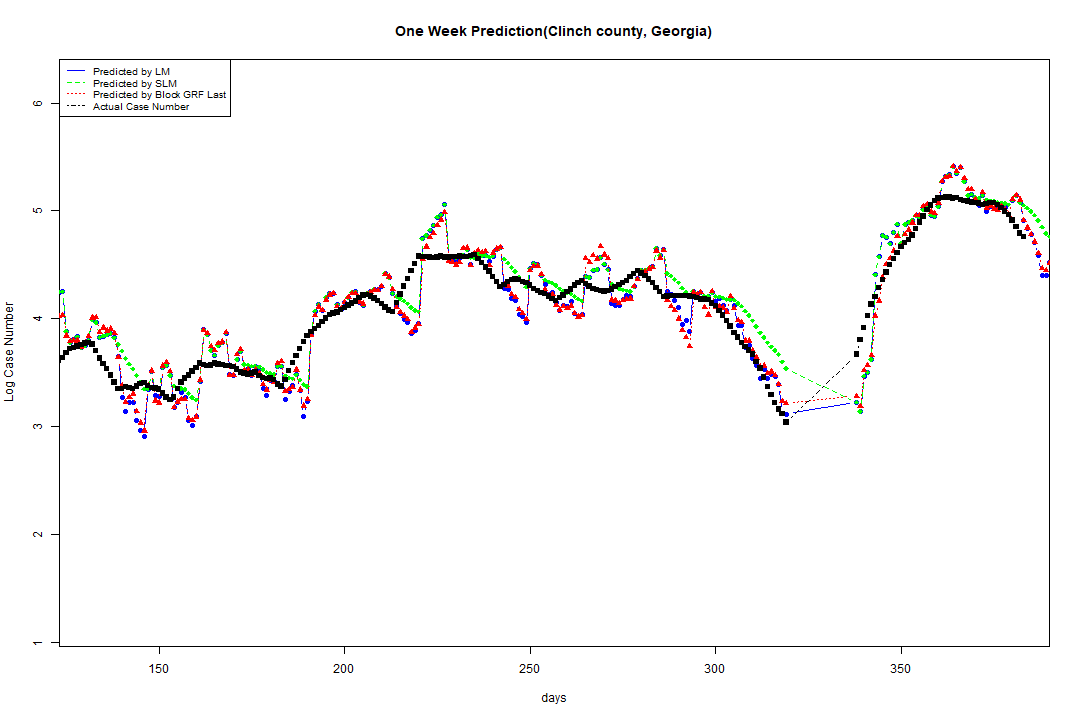 One Week Prediction(Clinch county, Georgia)
Predicted by LM
Predicted by SLM
Predicted by Block GRF Last
Actual Case Number
Log Case Number
6
5
4
3
2
1
150 200 250 300 350
days